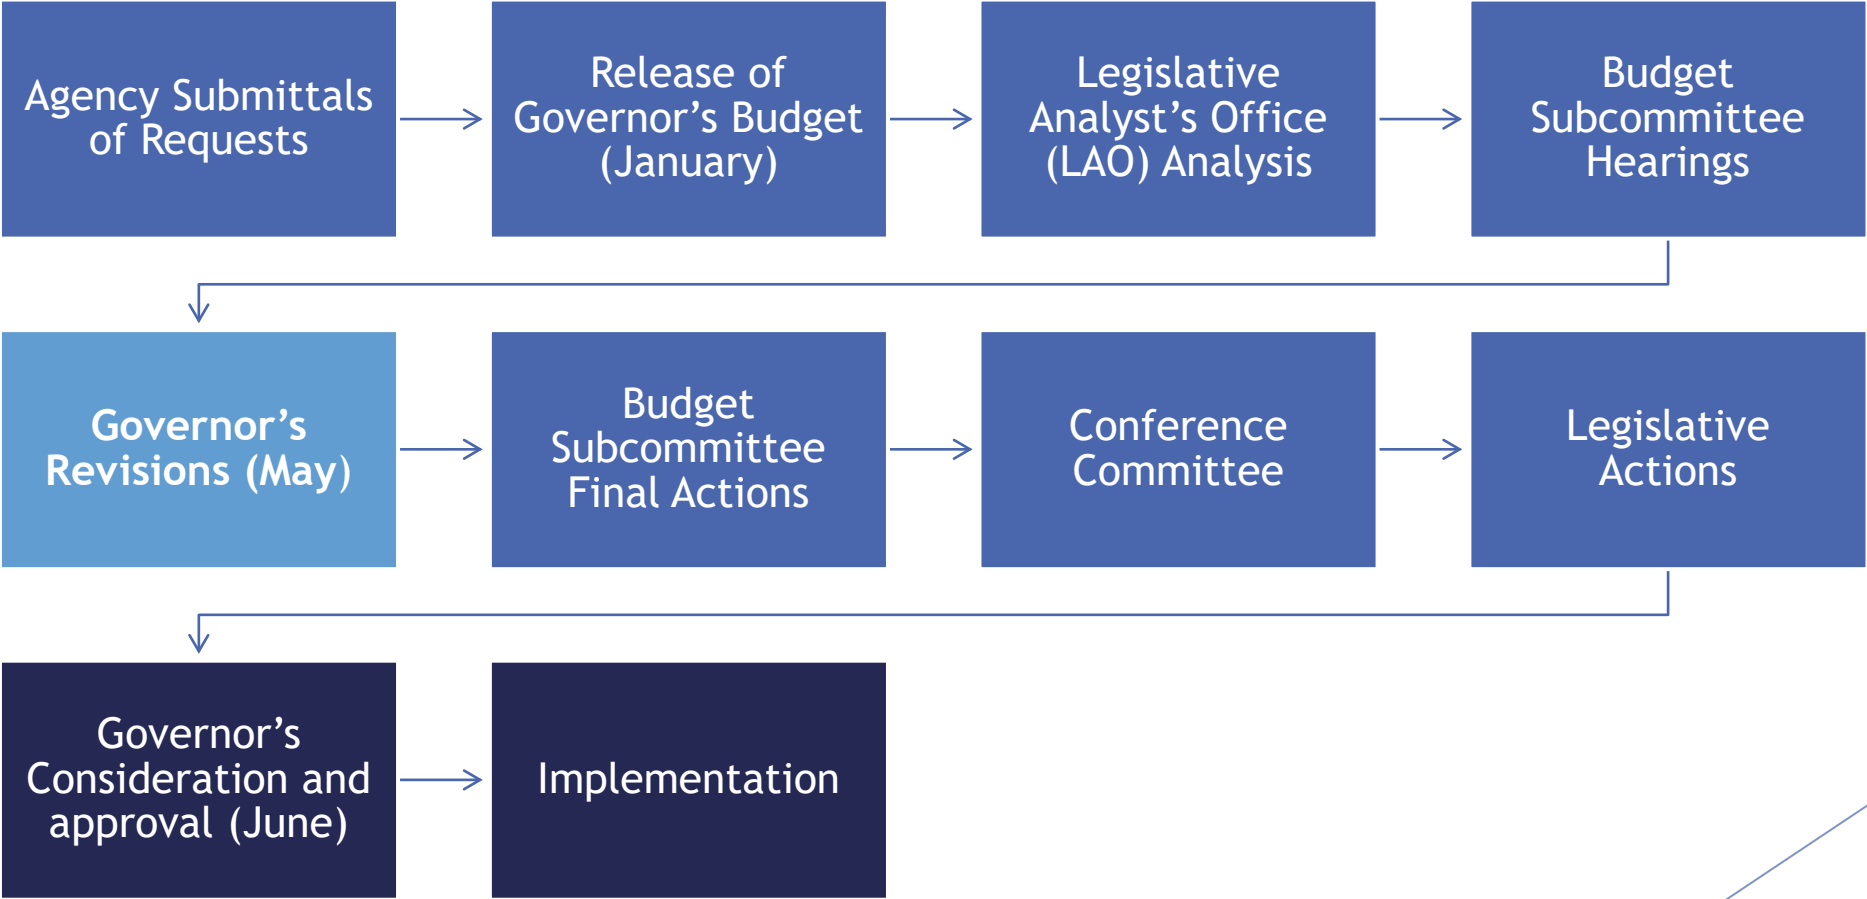 Agency Submittals
of Requests
Release of
Governor’s Budget
(January)
Legislative
Analyst’s Office
(LAO) Analysis
Budget
Subcommittee
Hearings
Governor’s
Revisions (May)
Budget
Subcommittee
Final Actions
Conference
Committee
Legislative
Actions
Governor’s
Consideration and
approval (June)
Implementation